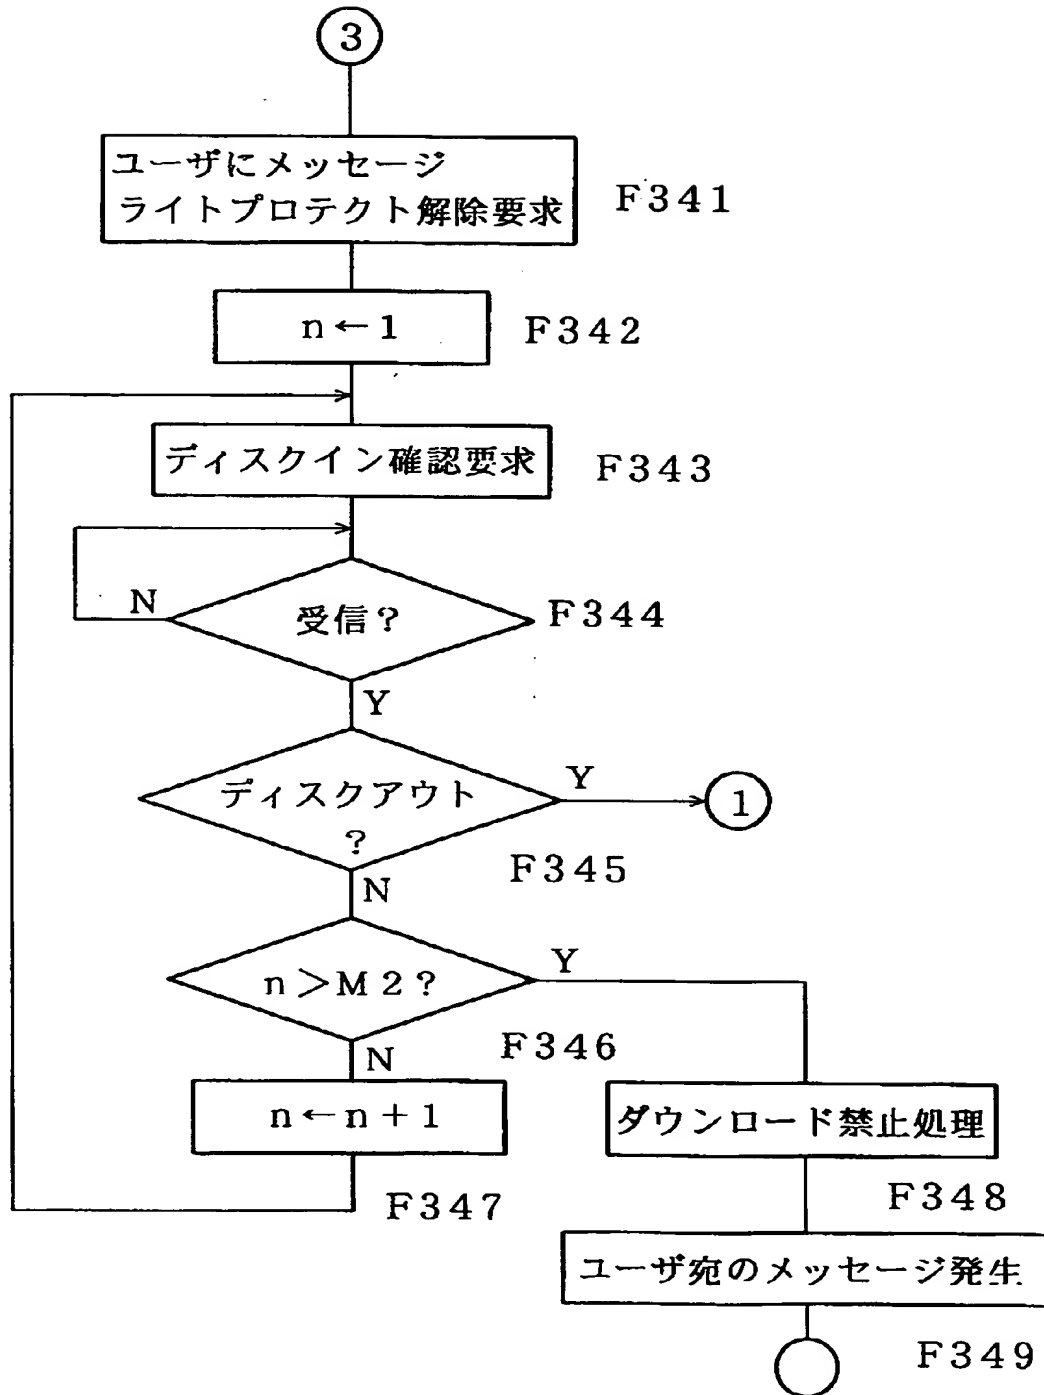 3
ユーザにメッセージ
ライトプロテクト解除要求
F341
n←1
F342
ディスクイン確認要求
F343
N
受信?
F344
Y
ディスクアウト
?
Y
1
F345
N
n>M2?
Y
F346
N
n←n+1
F347
ダウンロード禁止処理
F348
ユーザ宛のメッセージ発生
F349